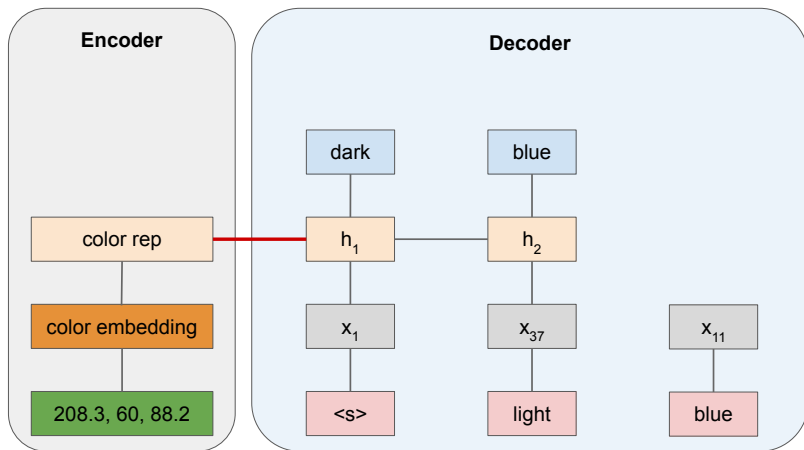 Encoder
color rep
color embedding
208.3, 60, 88.2
Decoder
dark
blue
h₁
h₂
x₁
x₃₇
x₁₁
<s>
light
blue